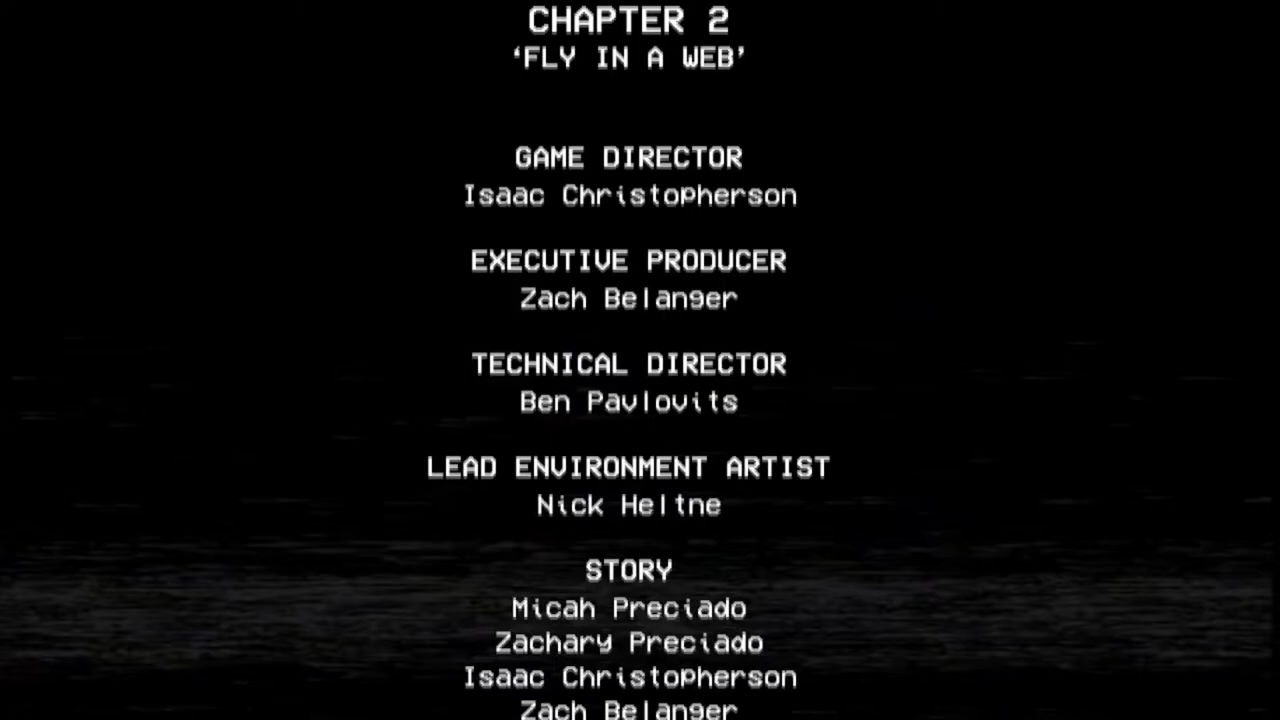 CHAPTER 2
‘FLY IN A WEB’
GAME DIRECTOR
Isaac Christopherson
EXECUTIVE PRODUCER
Zach Belanger
TECHNICAL DIRECTOR
Ben Pavlovits
LEAD ENVIRONMENT ARTIST
Nick Heltne
STORY
Micah Preciado
Zachary Preciado
Isaac Christopherson
Zach Belanger